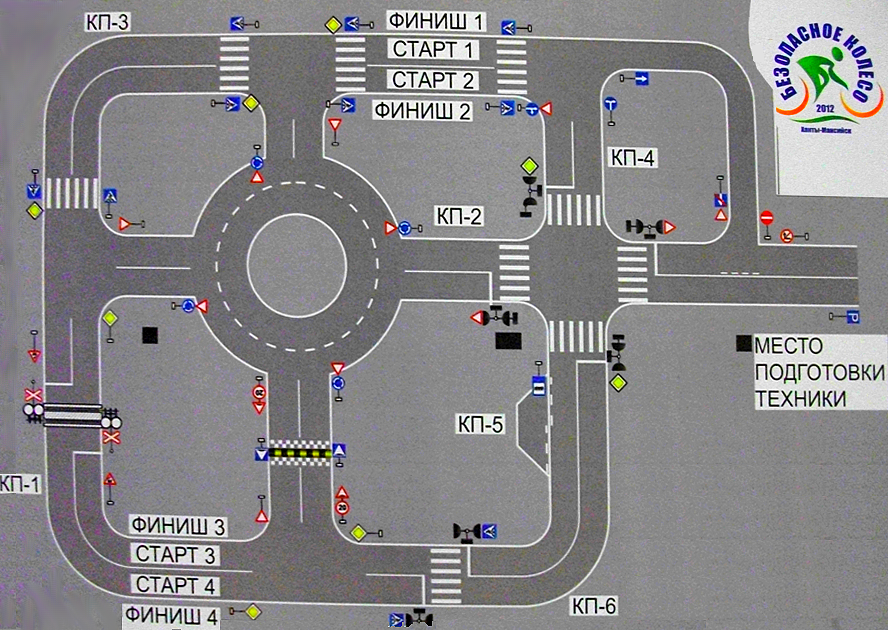 КП-3
ФИНИШ 1
СТАРТ 1
СТАРТ 2
ФИНИШ 2
БЕЗОПАСНОЕ КОЛЕСО
2012
Ханты-Мансийск
КП-4
КП-2
МЕСТО
ПОДГОТОВКИ
ТЕХНИКИ
КП-5
КП-1
20
20
ФИНИШ 3
СТАРТ 3
СТАРТ 4
ФИНИШ 4
КП-6